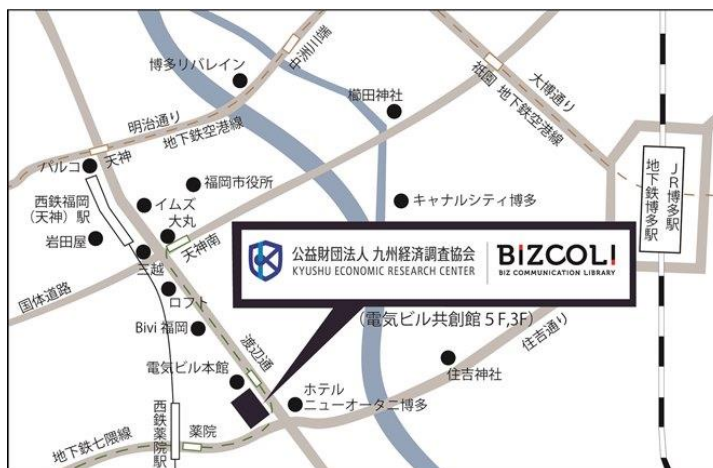 博多リバレイン
中洲川端
大博通り
祇園
地下鉄空港線
櫛田神社
明治通り
地下鉄空港線
パルコ
天神
福岡市役所
キャナルシティ博多
JR博多駅
地下鉄博多駅
西鉄福岡
(天神)駅
イムズ
大丸
天神南
岩田屋
三越
公益財団法人 九州経済調査協会
KYUSHU ECONOMIC RESEARCH CENTER
BIZCOLI
BIZ COMMUNICATION LIBRARY
国体道路
ロフト
(電気ビル共創館5F,3F)
Bivi 福岡
渡辺通
住吉通り
電気ビル本館
住吉神社
ホテル
ニューオータニ博多
西鉄薬院駅
薬院
地下鉄七隈線